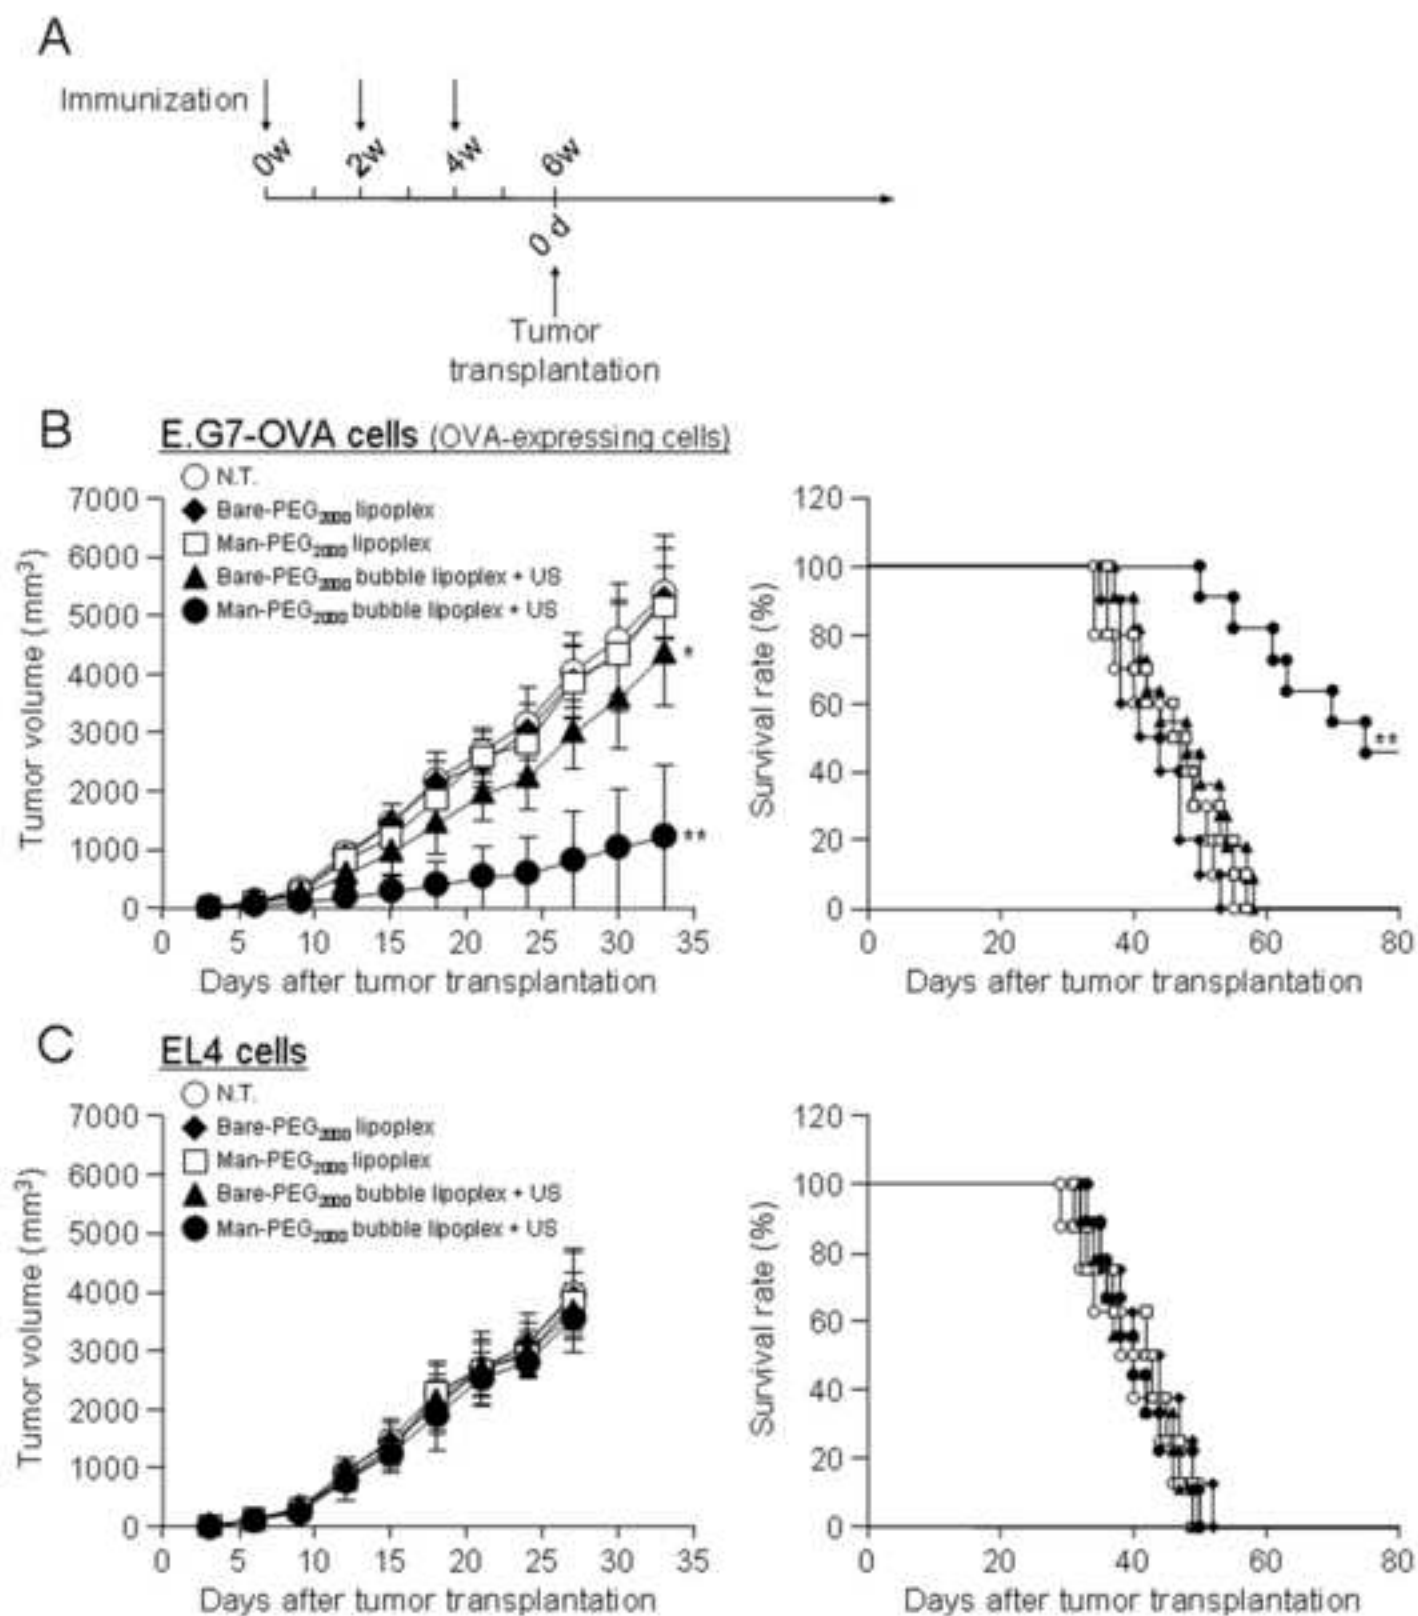 A
Immunization
0w 2w 4w 6w
0 d
Tumor
transplantation
B
E.G7-OVA cells (OVA-expressing cells)
N.T.
Bare-PEG2000 lipoplex
Man-PEG2000 lipoplex
Bare-PEG2000 bubble lipoplex + US
Man-PEG2000 bubble lipoplex + US
Tumor volume (mm3)
7000
6000
5000
4000
3000
2000
1000
0
*
**
0 5 10 15 20 25 30 35
Days after tumor transplantation
Survival rate (%)
120
100
80
60
40
20
0
**
0 20 40 60 80
Days after tumor transplantation
C
EL4 cells
N.T.
Bare-PEG2000 lipoplex
Man-PEG2000 lipoplex
Bare-PEG2000 bubble lipoplex + US
Man-PEG2000 bubble lipoplex + US
Tumor volume (mm3)
7000
6000
5000
4000
3000
2000
1000
0
0 5 10 15 20 25 30 35
Days after tumor transplantation
Survival rate (%)
120
100
80
60
40
20
0
0 20 40 60 80
Days after tumor transplantation